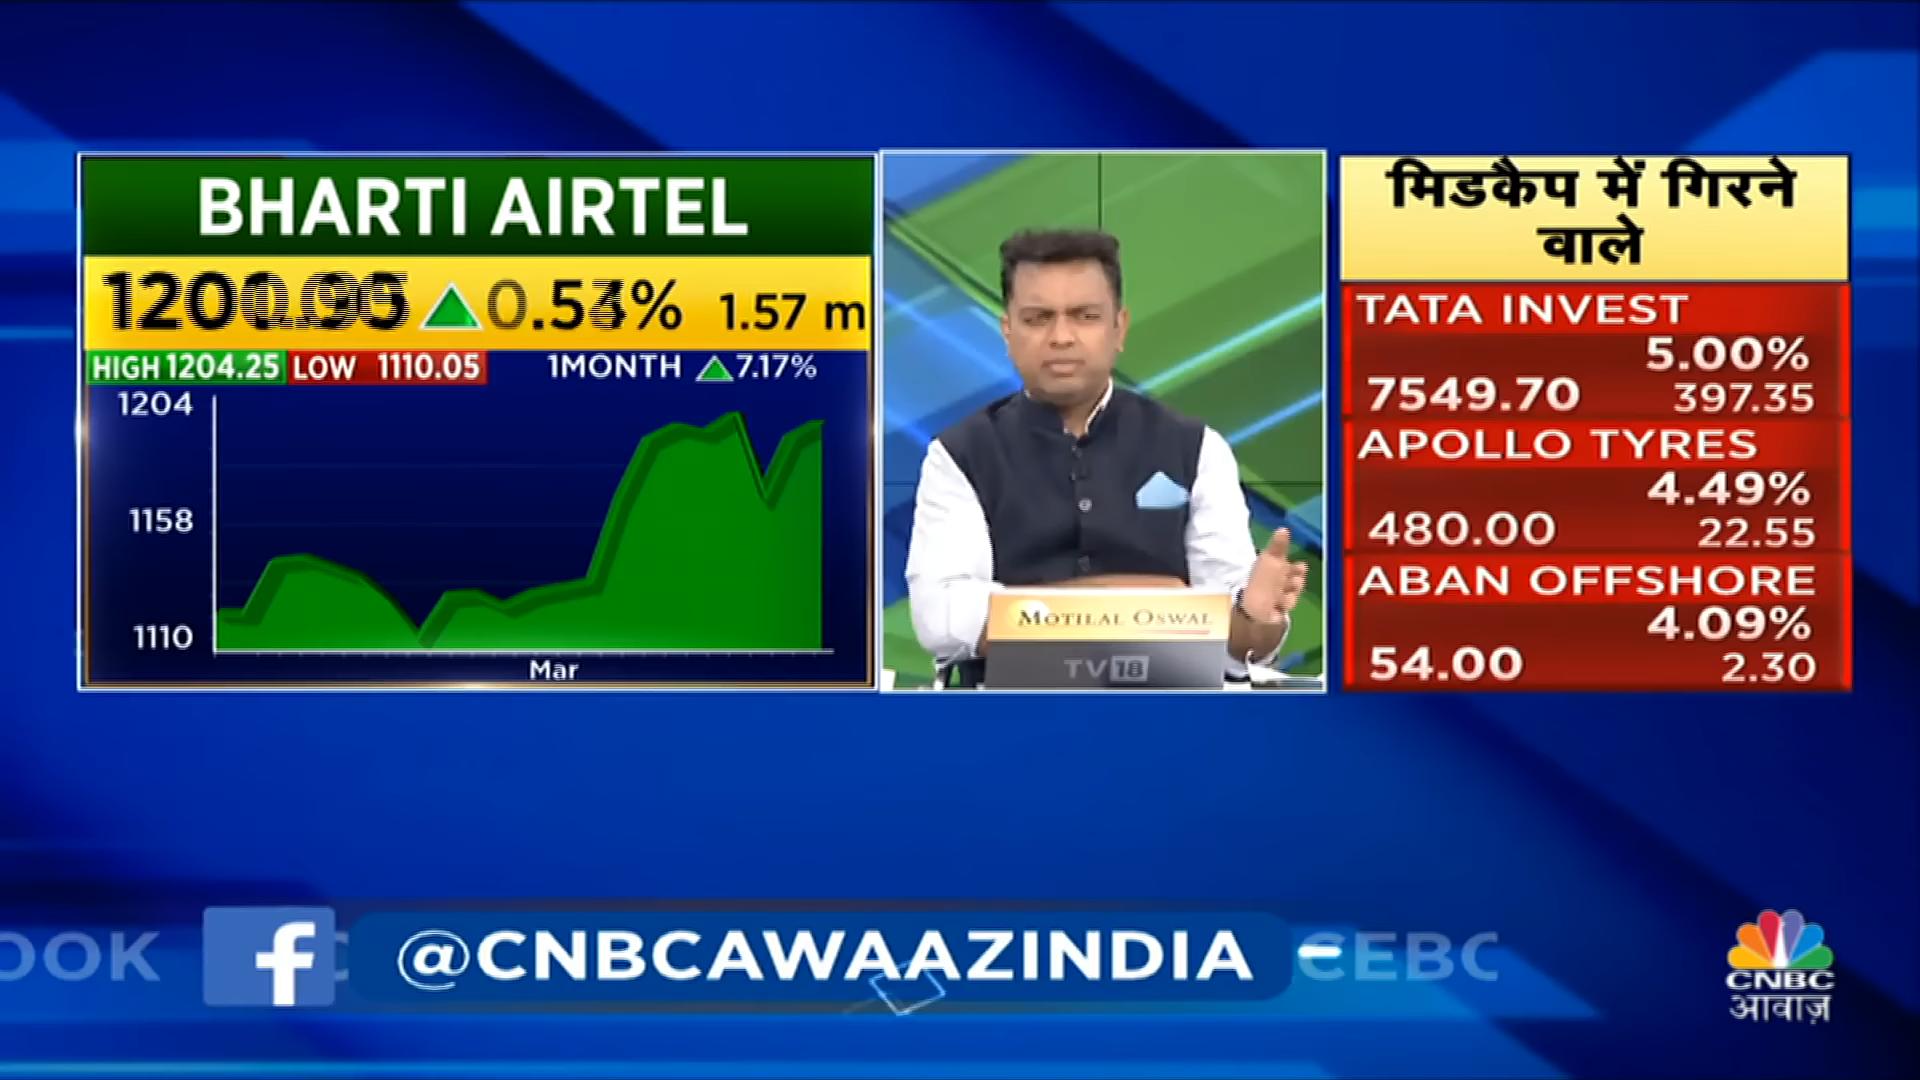 BHARTI AIRTEL
1.57 m
HIGH 1204.25 LOW 1110.05 1MONTH 7.17%
1204
1158
1110
Mar
MOTILAL OSWAL
TV18
मिडकैप में गिरने
वाले
TATA INVEST
5.00%
7549.70 397.35
APOLLO TYRES
4.49%
480.00 22.55
ABAN OFFSHORE
4.09%
54.00 2.30
@CNBCAWAAZINDIA
CNBC
आवाज़